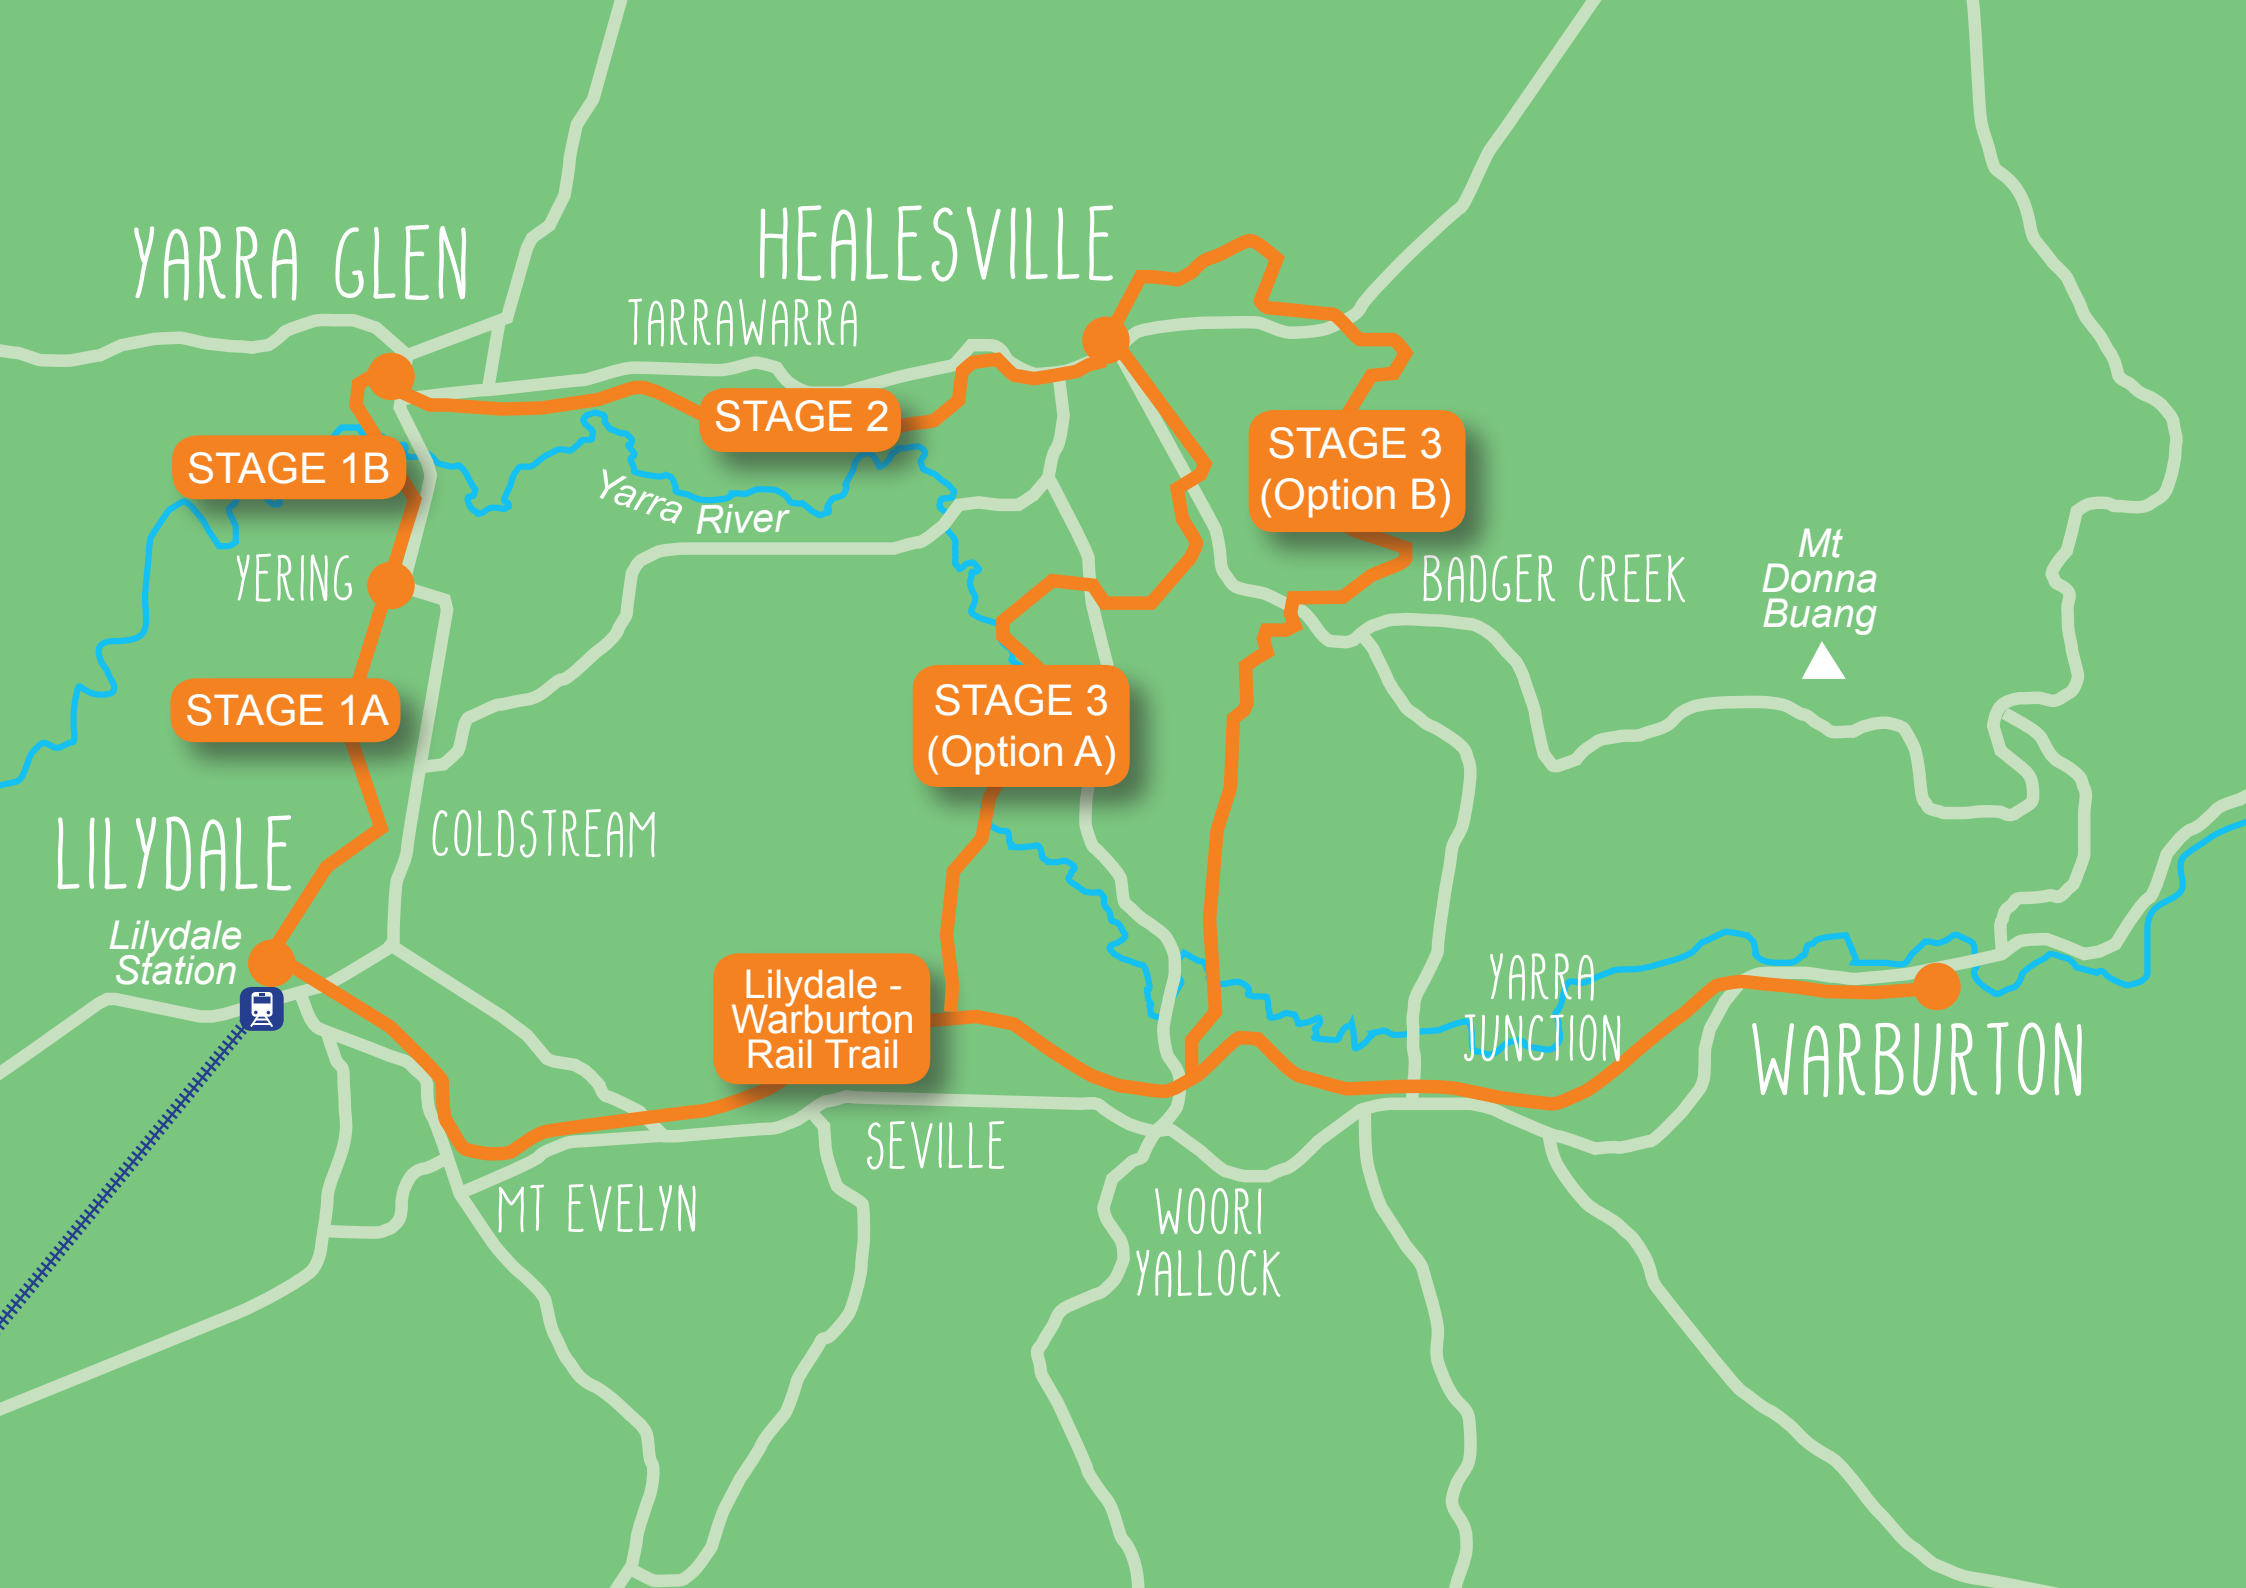 YARRA GLEN
HEALESVILLE
TARRAWARRA
STAGE 2
STAGE 1B
STAGE 3
(Option B)
Yarra River
YERING
BADGER CREEK
Mt
Donna
Buang
STAGE 1A
STAGE 3
(Option A)
COLDSTREAM
LILYDALE
Lilydale
Station
Lilydale -
Warburton
Rail Trail
YARRA
JUNCTION
WARBURTON
SEVILLE
MT EVELYN
WOORI
YALLOCK